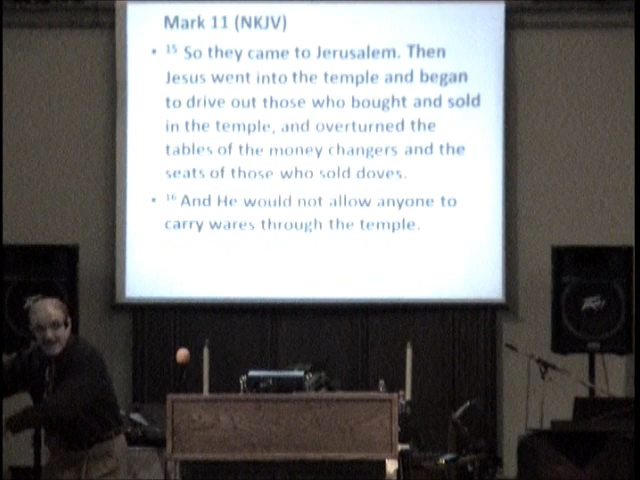 Mark 11 (NKJV)
• 15 So they came to Jerusalem. Then
Jesus went into the temple and began
to drive out those who bought and sold
in the temple, and overturned the
tables of the money changers and the
seats of those who sold doves.
• 16 And He would not allow anyone to
carry wares through the temple.